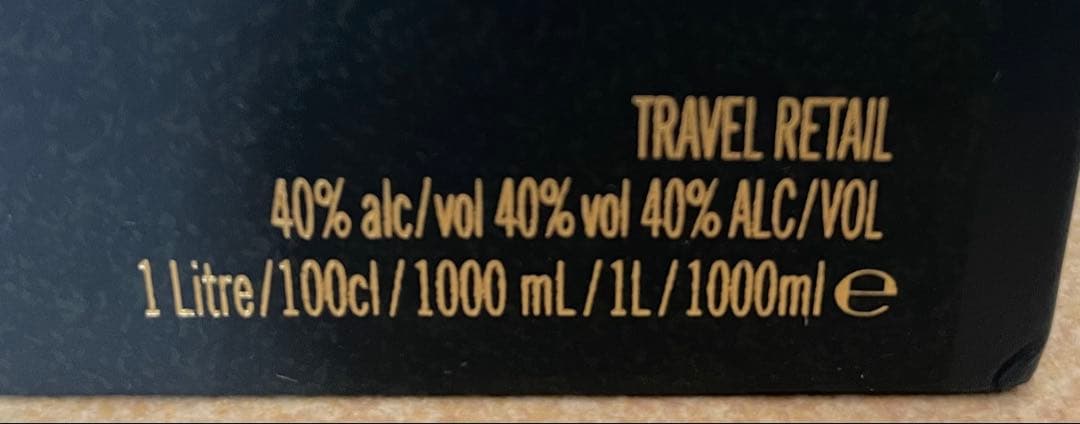 TRAVEL RETAIL
40% alc/vol 40% vol 40% ALC/VOL
1 Litre/100cl/1000 mL/1L/1000ml ℮